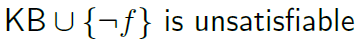 KB ∪ {¬f} is unsatisfiable